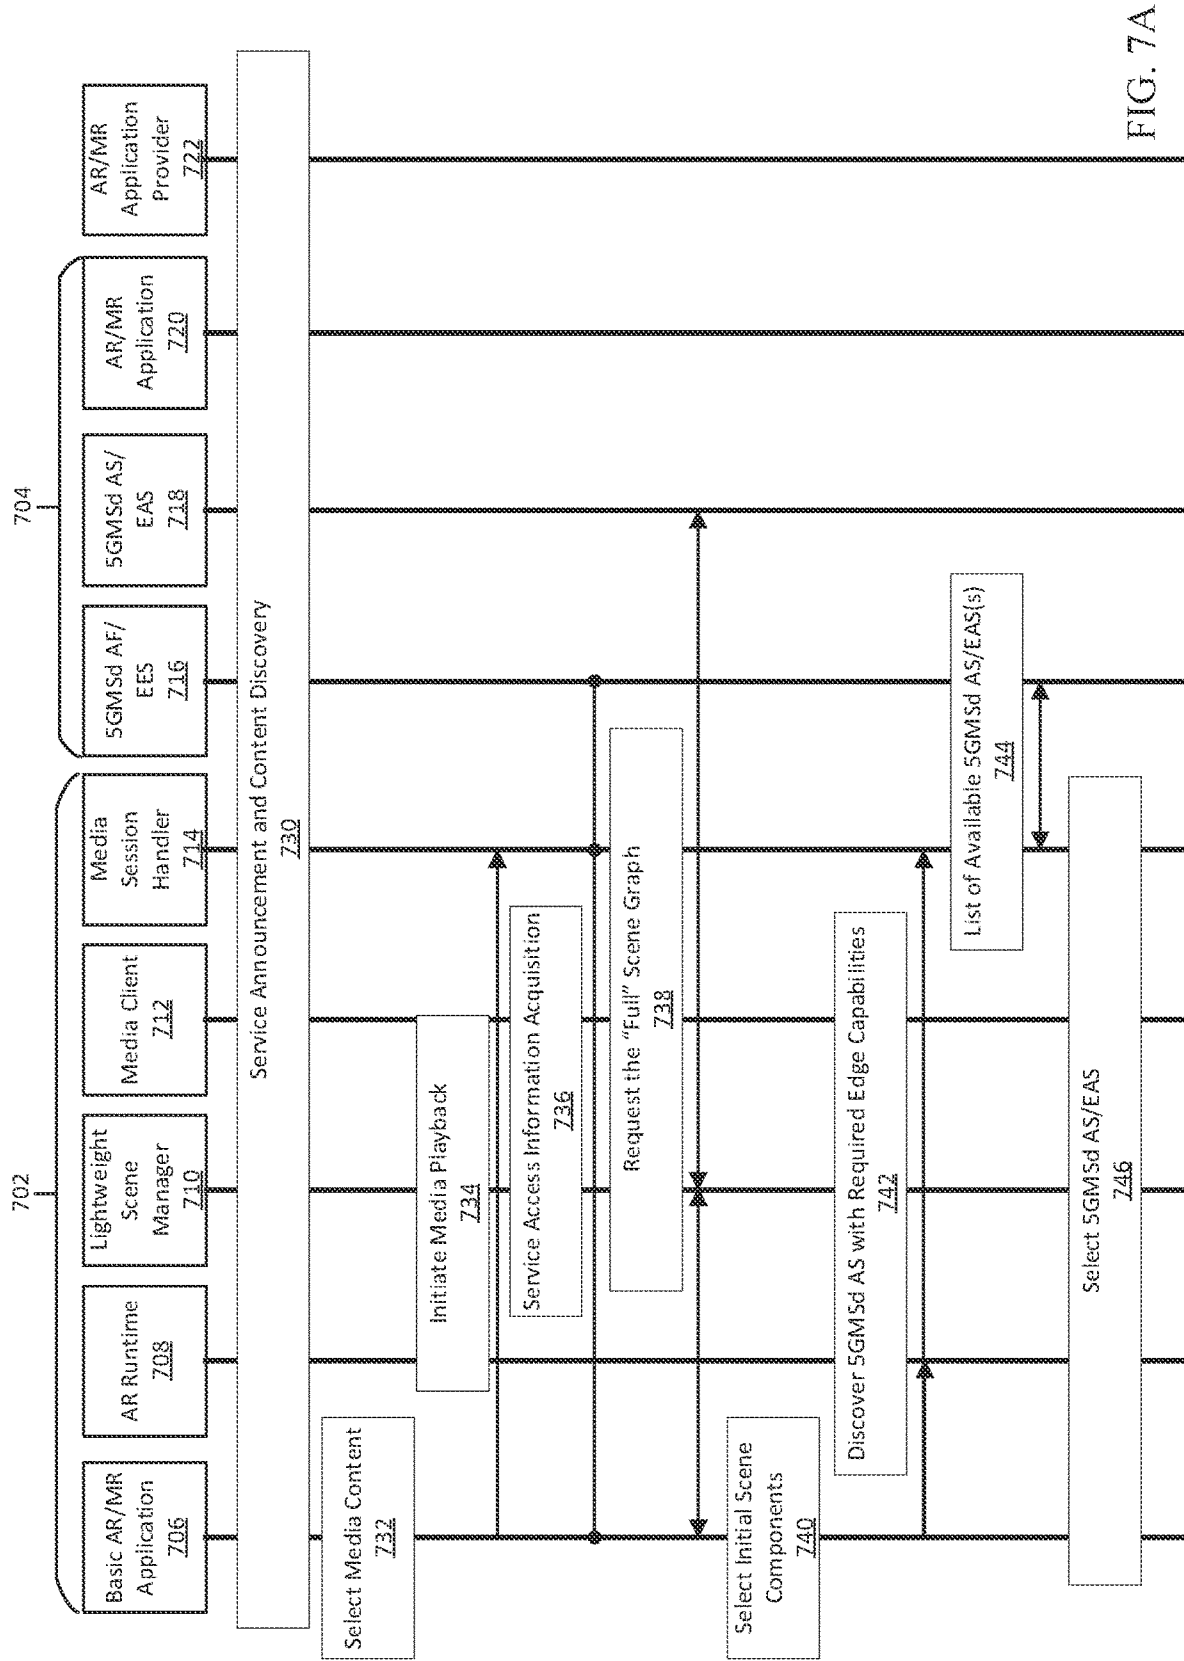 702
704
Basic AR/MR
Application
706
AR Runtime
708
Lightweight
Scene
Manager
710
Media Client
712
Media
Session
Handler
714
5GMSd AF/
EES
716
5GMSd AS/
EAS
718
AR/MR
Application
720
AR/MR
Application
Provider
722
Service Announcement and Content Discovery
730
Select Media Content
732
Initiate Media Playback
734
Service Access Information Acquisition
736
Request the “Full” Scene Graph
738
Select Initial Scene
Components
740
Discover 5GMSd AS with Required Edge Capabilities
742
List of Available 5GMSd AS/EAS(s)
744
Select 5GMSd AS/EAS
746
FIG. 7A